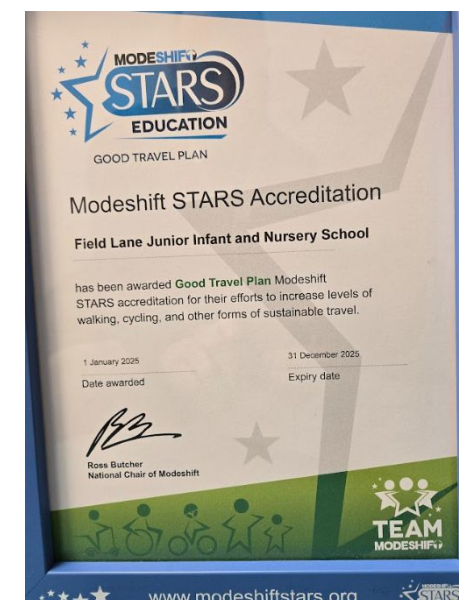 MODESHIFT
STARS
EDUCATION
GOOD TRAVEL PLAN
Modeshift STARS Accreditation
Field Lane Junior Infant and Nursery School
has been awarded Good Travel Plan Modeshift
STARS accreditation for their efforts to increase levels of
walking, cycling, and other forms of sustainable travel.
1 January 2025
Date awarded
31 December 2025
Expiry date
Ross Butcher
National Chair of Modeshift
TEAM
MODESHIFT
www.modeshiftstars.org
MODESHIFT
STARS